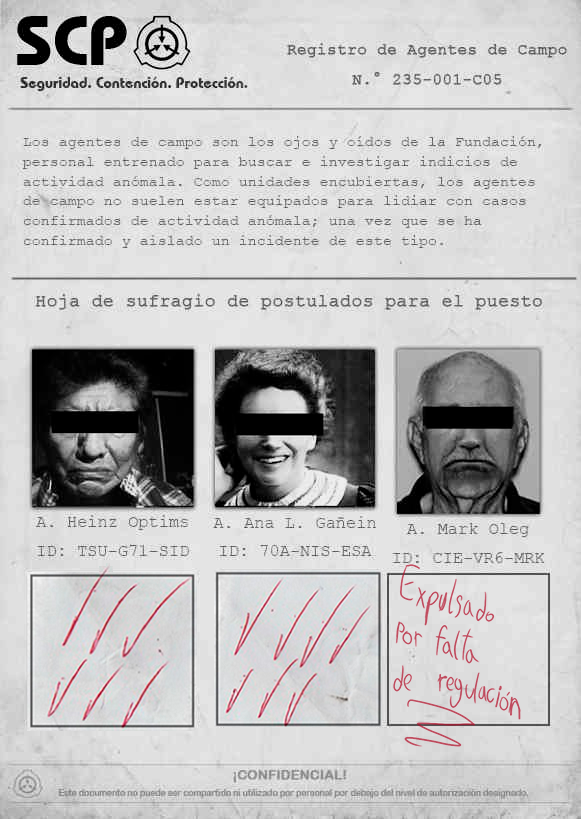 SCP
Seguridad. Contención. Protección.
Registro de Agentes de Campo
N.° 235-001-C05
Los agentes de campo son los ojos y oídos de la Fundación,
personal entrenado para buscar e investigar indicios de
actividad anómala. Como unidades encubiertas, los agentes
de campo no suelen estar equipados para lidiar con casos
confirmados de actividad anómala; una vez que se ha
confirmado y aislado un incidente de este tipo.
Hoja de sufragio de postulados para el puesto
A. Heinz Optims
ID: TSU-G71-SID
A. Ana L. Gañein
ID: 70A-NIS-ESA
A. Mark Oleg
ID: CIE-VR6-MRK
Expulsado
Por falta
de regulación
¡CONFIDENCIAL!
Este documento no puede ser compartido ni utilizado por personal por debajo del nivel de autorización designado.